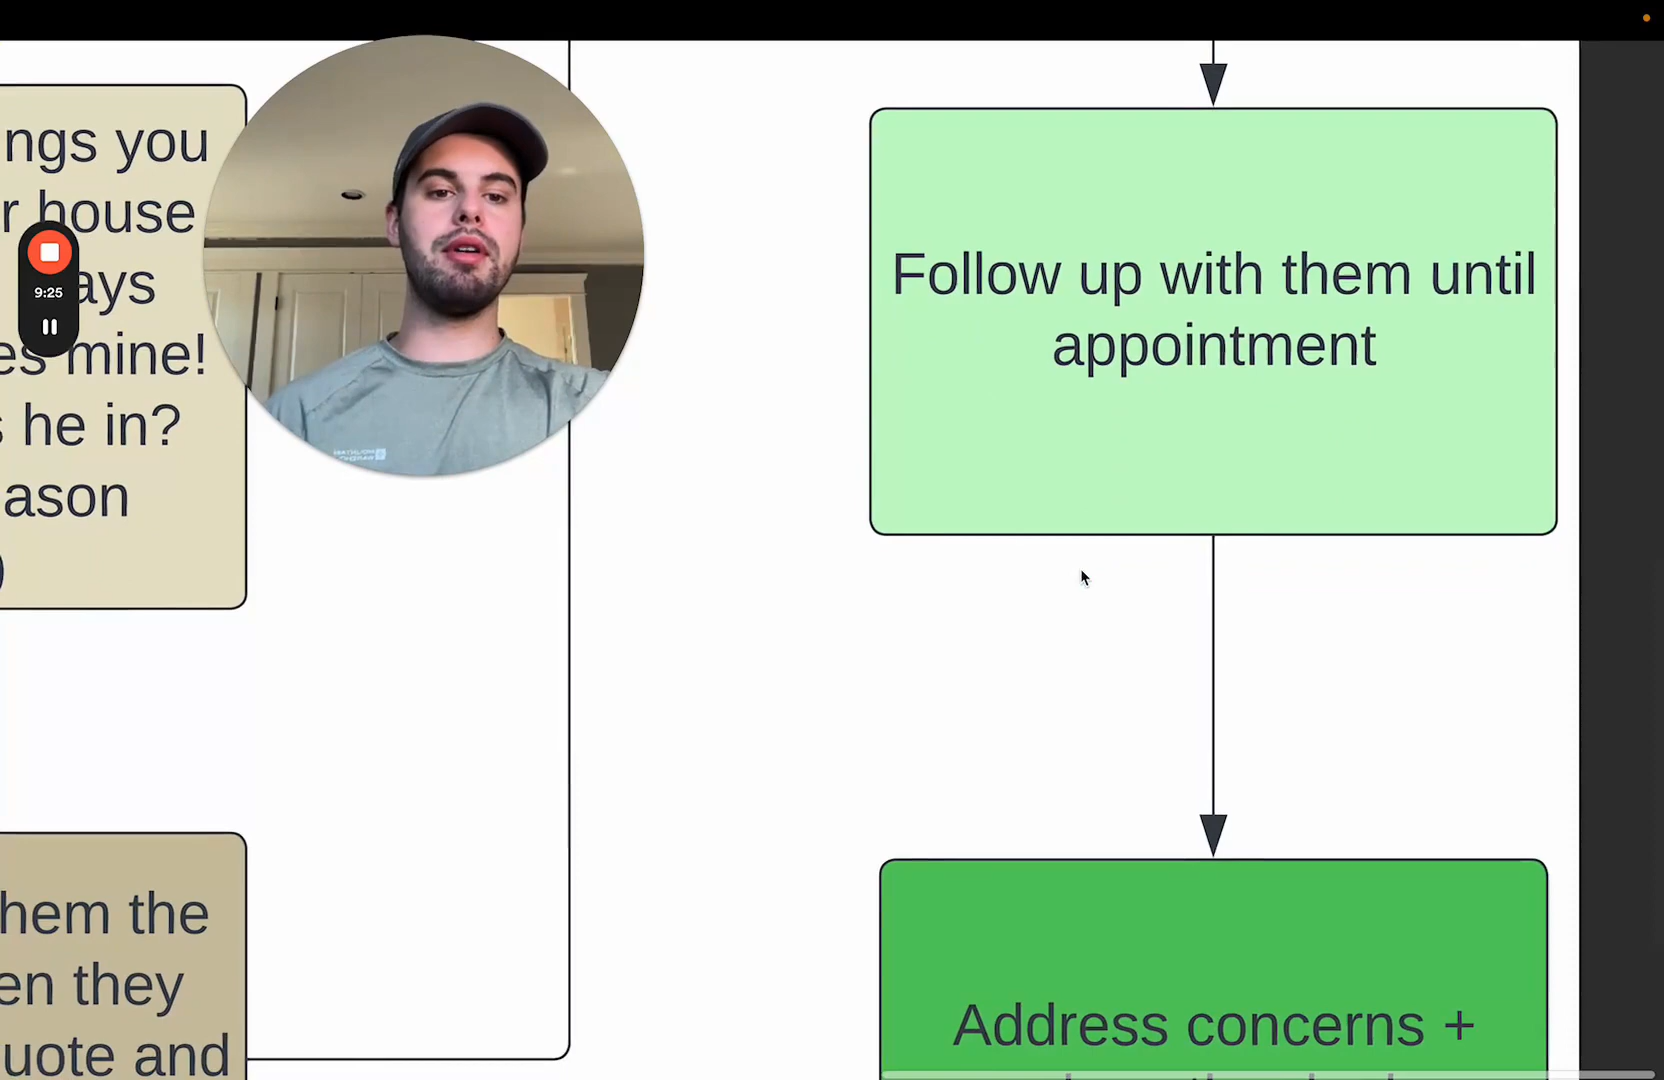 ngs you
r house
ays
es mine!
s he in?
ason
)
9:25
hem the
en they
uote and
Follow up with them until
appointment
Address concerns +